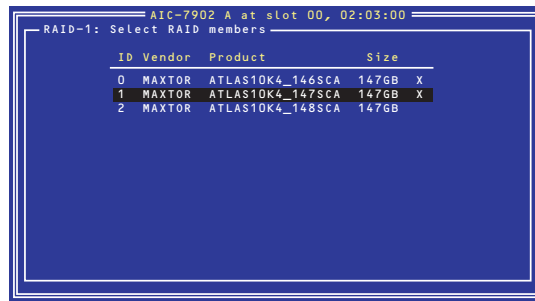 AIC-7902 A at slot 00, 02:03:00
RAID-1: Select RAID members
ID Vendor Product Size
0 MAXTOR ATLAS10K4_146SCA 147GB X
1 MAXTOR ATLAS10K4_147SCA 147GB X
2 MAXTOR ATLAS10K4_148SCA 147GB